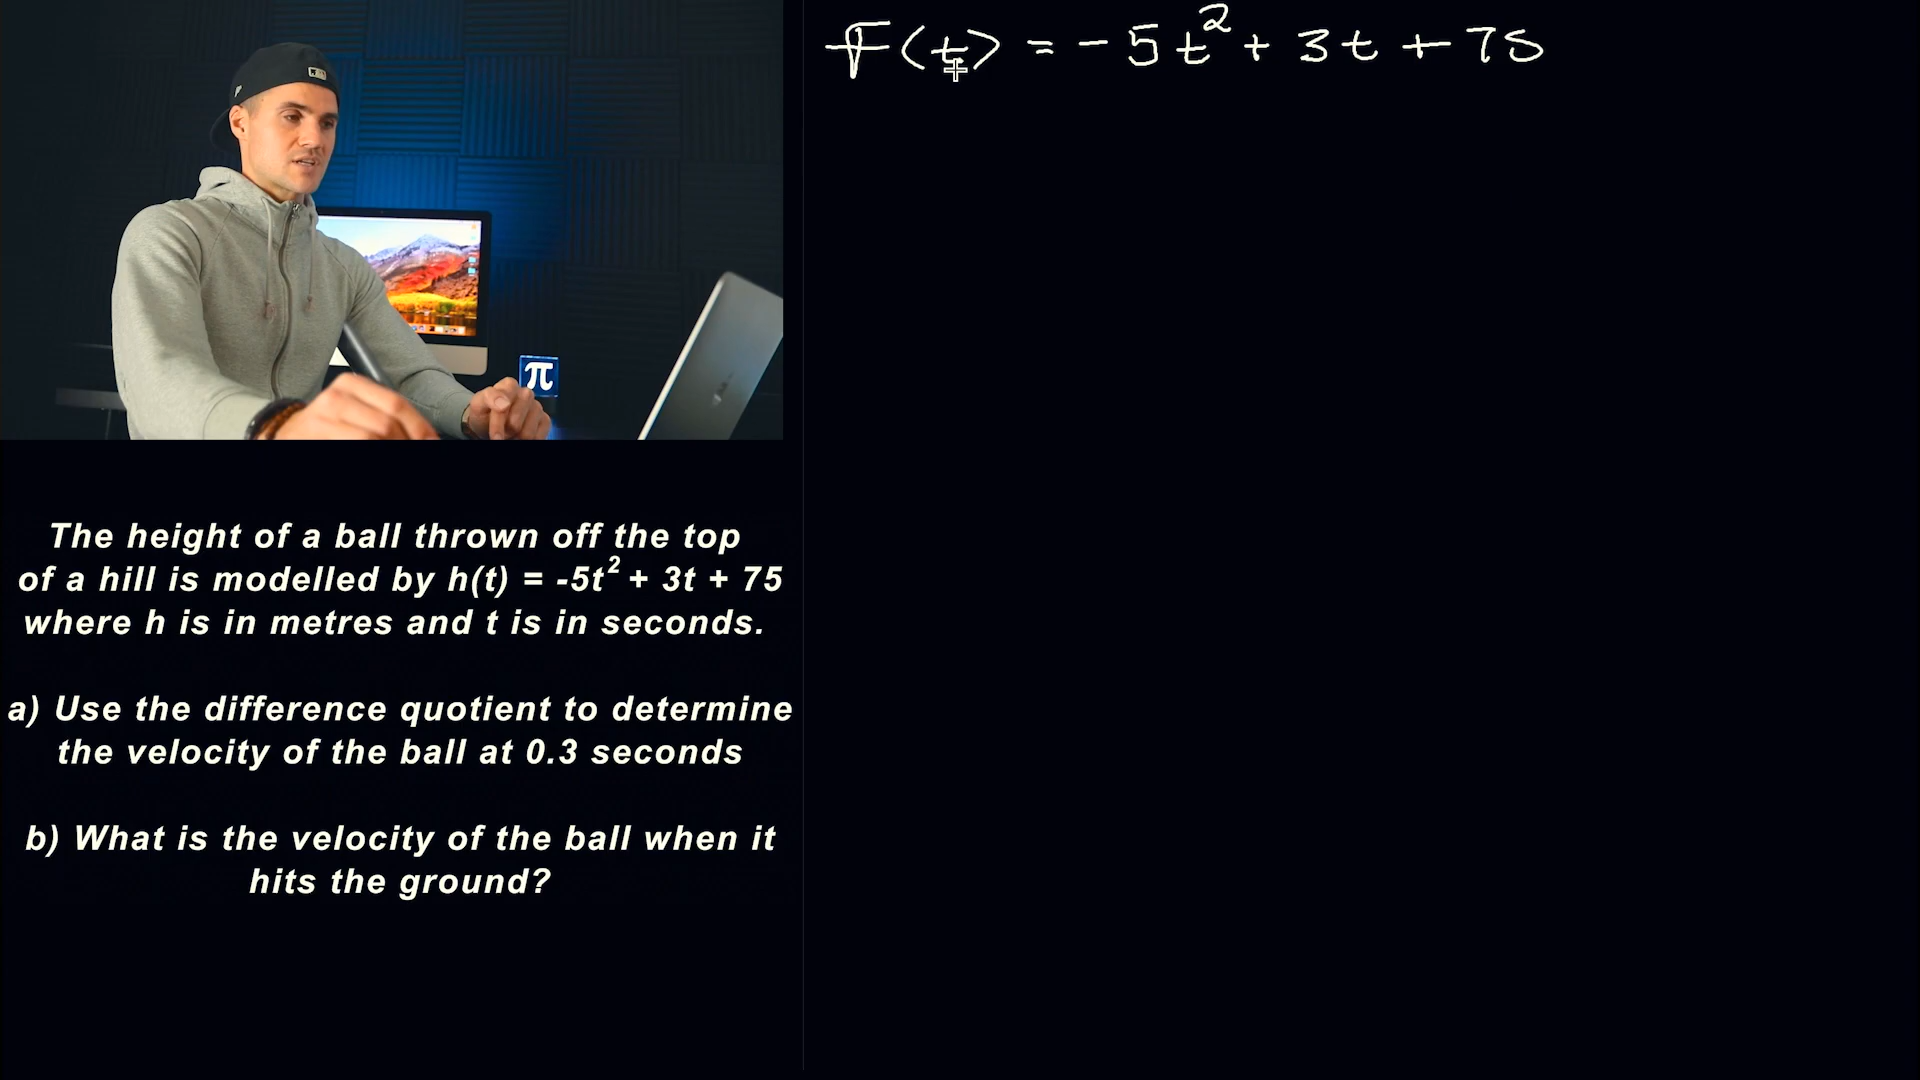 F(t) = -5t² + 3t + 75
π
The height of a ball thrown off the top
of a hill is modelled by h(t) = -5t² + 3t + 75
where h is in metres and t is in seconds.
a) Use the difference quotient to determine
the velocity of the ball at 0.3 seconds
b) What is the velocity of the ball when it
hits the ground?